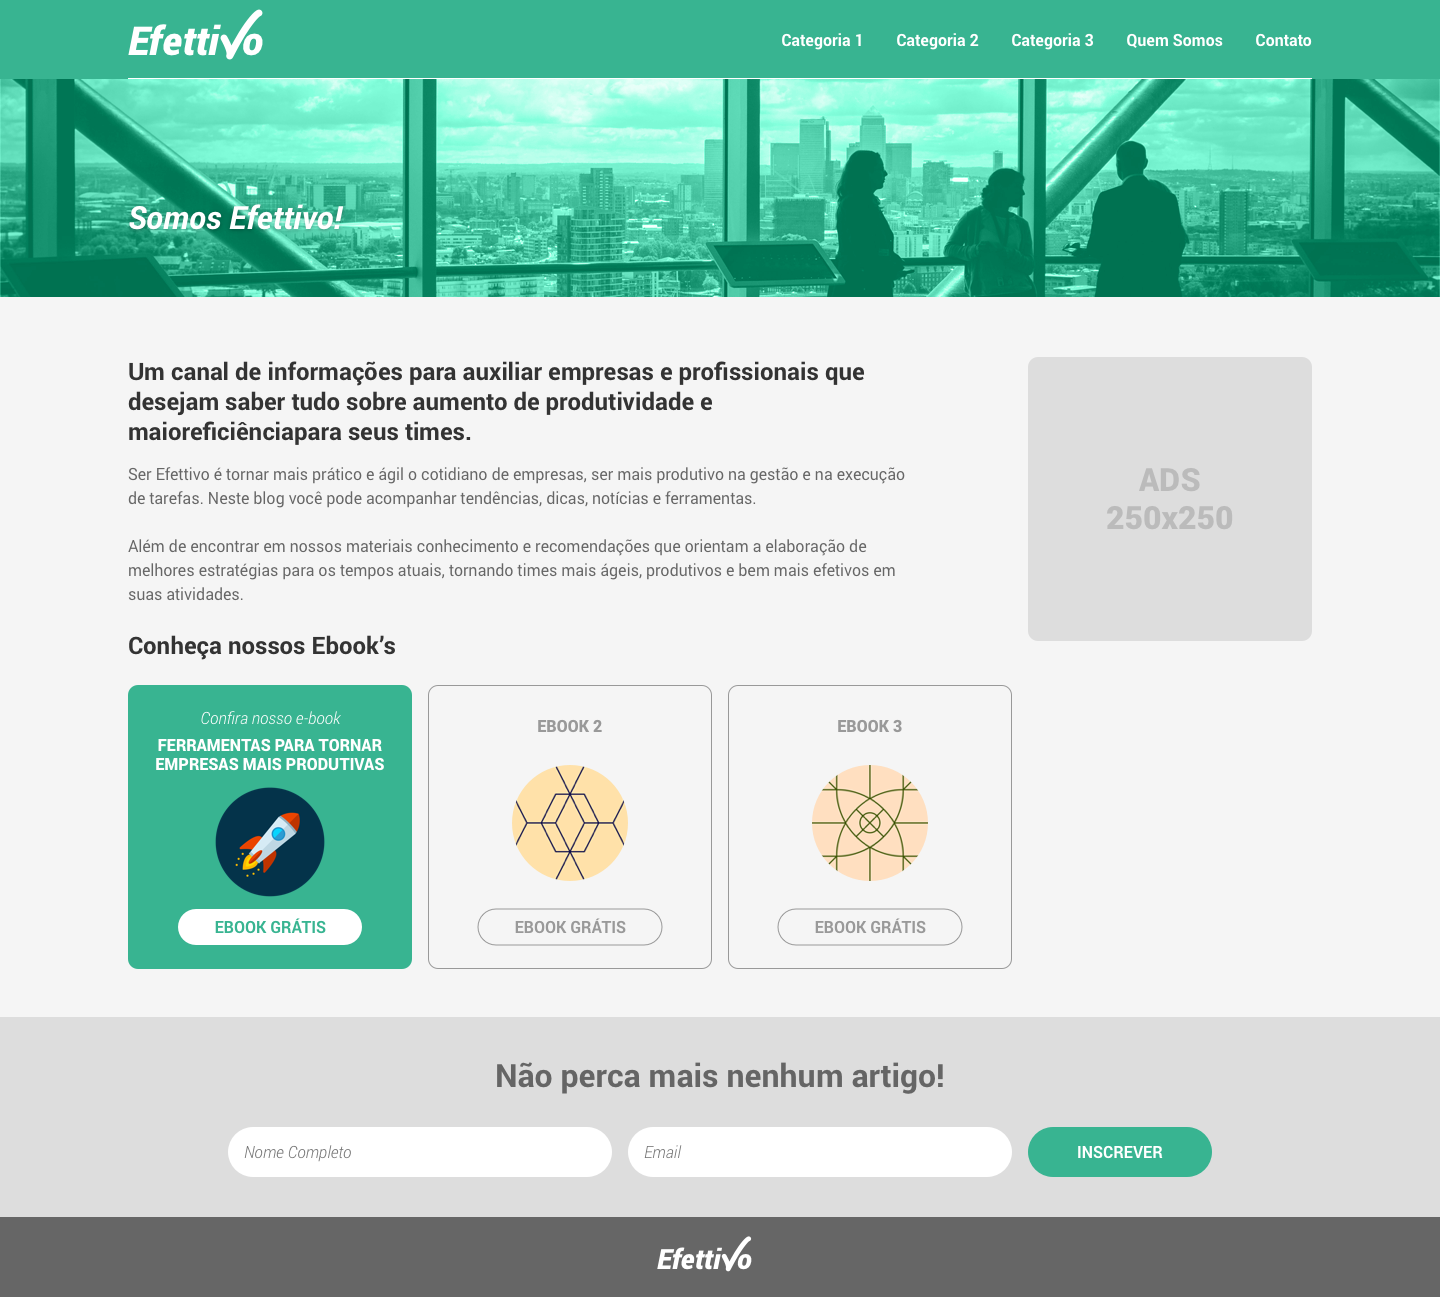 Efettivo
Categoria 1
Categoria 2
Categoria 3
Quem Somos
Contato
Somos Efettivo!
Um canal de informações para auxiliar empresas e profissionais que
desejam saber tudo sobre aumento de produtividade e
maioreficiênciapara seus times.
Ser Efettivo é tornar mais prático e ágil o cotidiano de empresas, ser mais produtivo na gestão e na execução
de tarefas. Neste blog você pode acompanhar tendências, dicas, notícias e ferramentas.
Além de encontrar em nossos materiais conhecimento e recomendações que orientam a elaboração de
melhores estratégias para os tempos atuais, tornando times mais ágeis, produtivos e bem mais efetivos em
suas atividades.
ADS
250x250
Conheça nossos Ebook’s
Confira nosso e-book
FERRAMENTAS PARA TORNAR
EMPRESAS MAIS PRODUTIVAS
EBOOK GRÁTIS
EBOOK 2
EBOOK GRÁTIS
EBOOK 3
EBOOK GRÁTIS
Não perca mais nenhum artigo!
Nome Completo
Email
INSCREVER
Efettivo